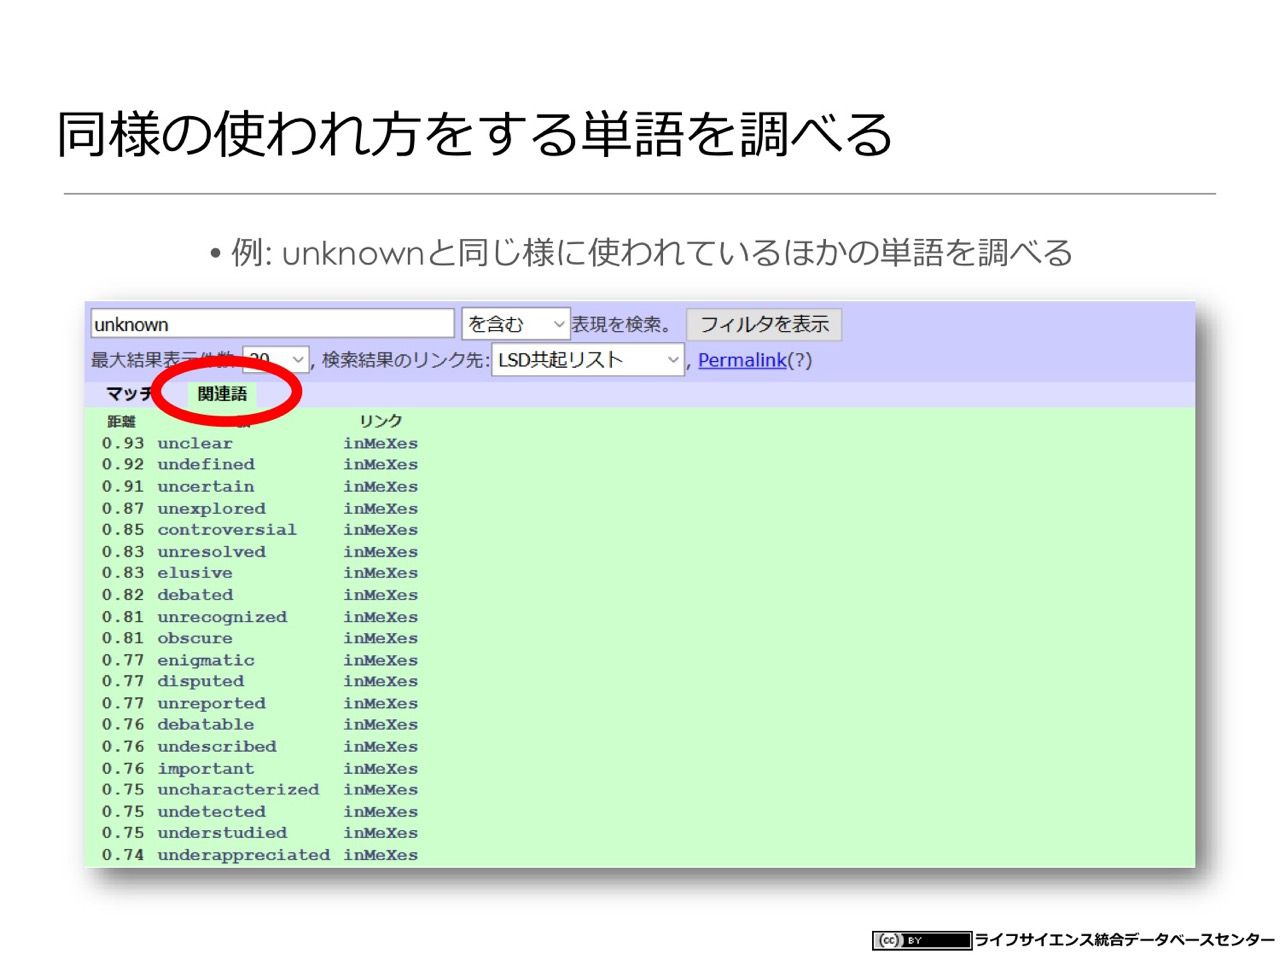 同様の使われ方をする単語を調べる
• 例: unknownと同じ様に使われているほかの単語を調べる
unknown を含む 表現を検索。 フィルタを表示
最大結果表示件数: 20 , 検索結果のリンク先: LSD共起リスト , Permalink(?)
マッチ 関連語
距離 リンク
0.93 unclear inMeXes
0.92 undefined inMeXes
0.91 uncertain inMeXes
0.87 unexplored inMeXes
0.85 controversial inMeXes
0.83 unresolved inMeXes
0.83 elusive inMeXes
0.82 debated inMeXes
0.81 unrecognized inMeXes
0.81 obscure inMeXes
0.77 enigmatic inMeXes
0.77 disputed inMeXes
0.77 unreported inMeXes
0.76 debatable inMeXes
0.76 undescribed inMeXes
0.76 important inMeXes
0.75 uncharacterized inMeXes
0.75 undetected inMeXes
0.75 understudied inMeXes
0.74 underappreciated inMeXes
cc BY ライフサイエンス統合データベースセンター